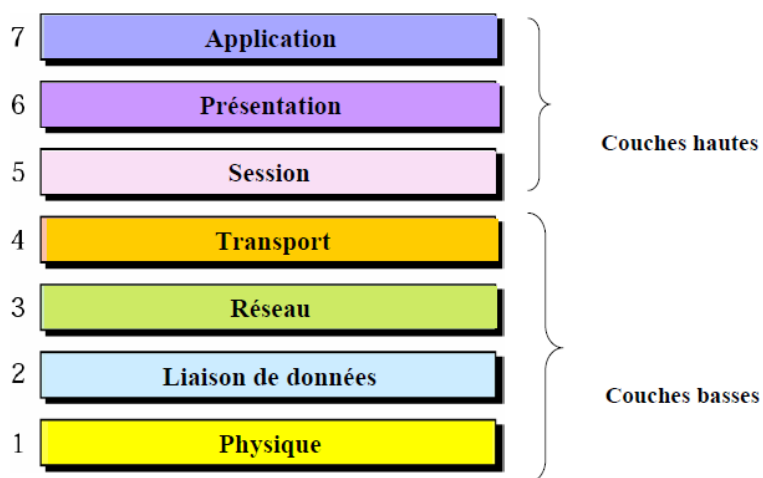 7 Application
6 Présentation
Couches hautes
5 Session
4 Transport
3 Réseau
2 Liaison de données
Couches basses
1 Physique